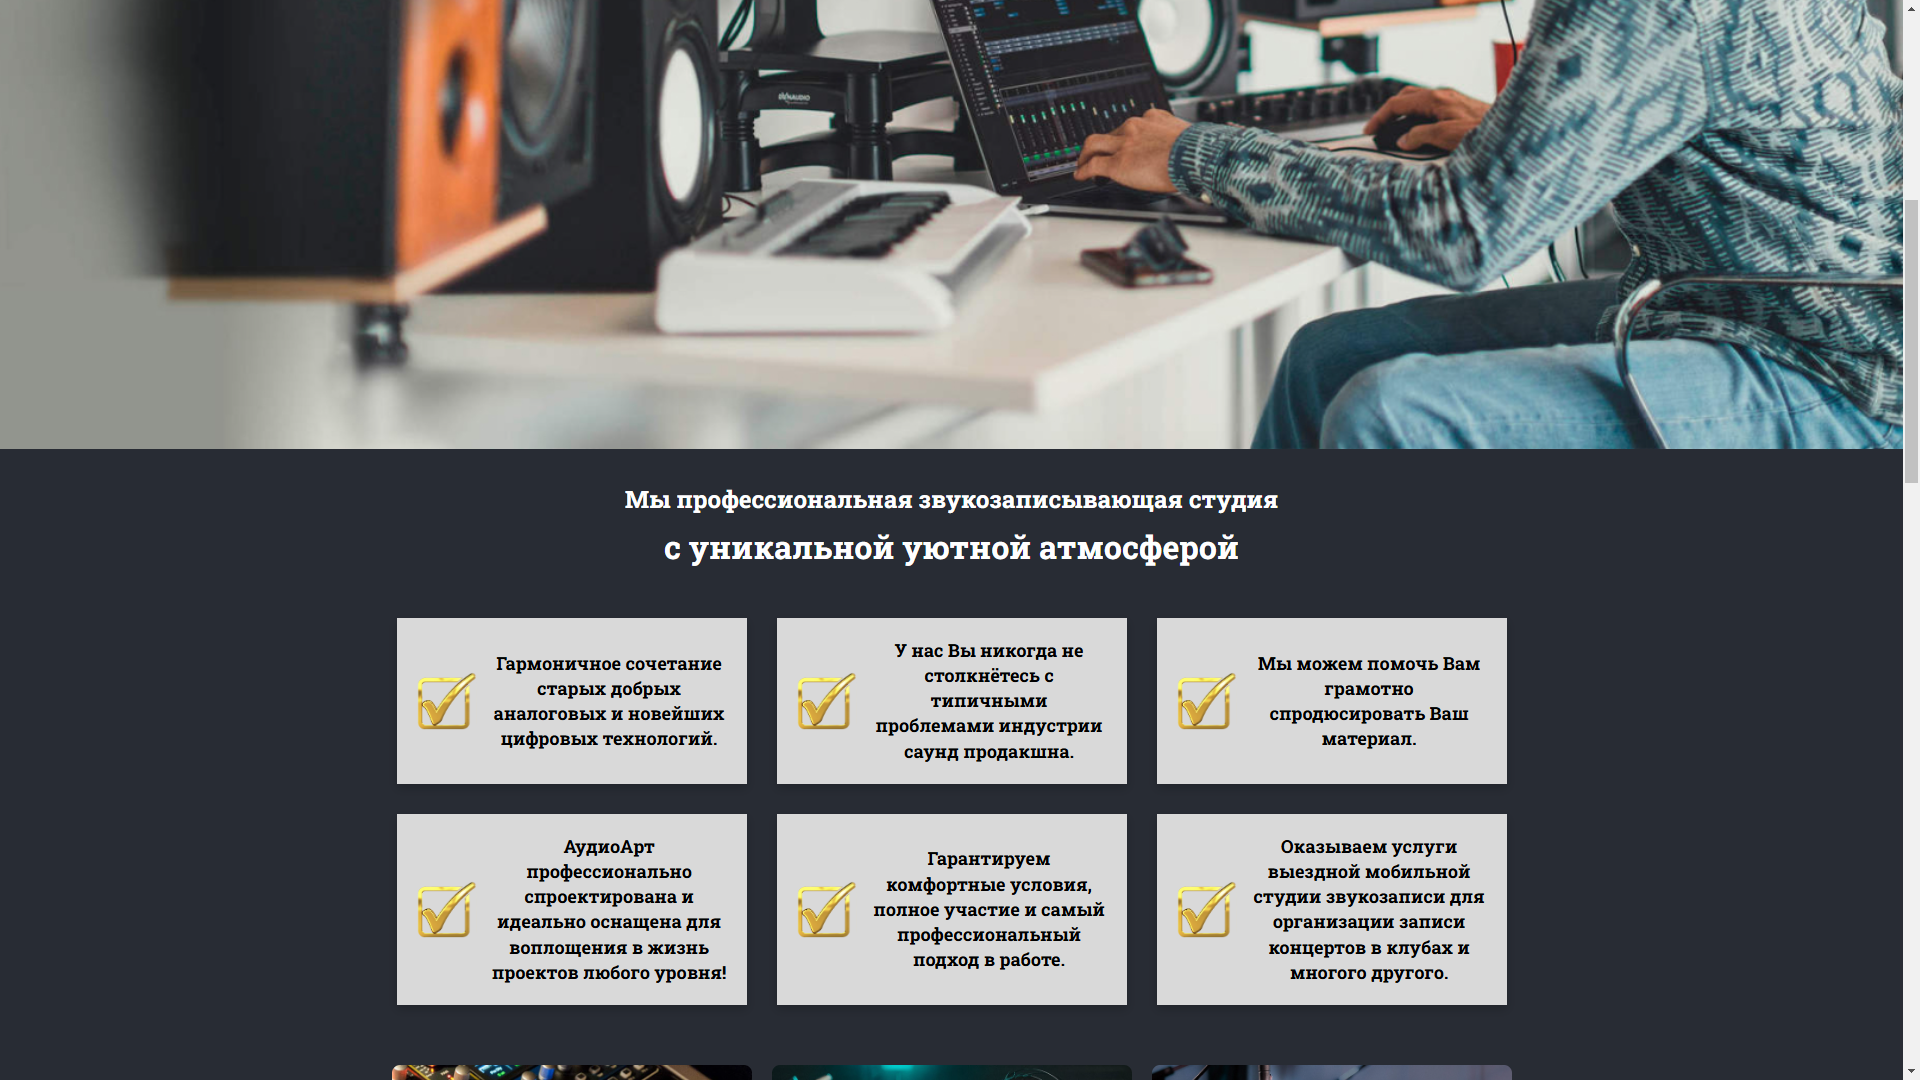 DYNAUDIO
Мы профессиональная звукозаписывающая студия
с уникальной уютной атмосферой
Гармоничное сочетание
старых добрых
аналоговых и новейших
цифровых технологий.
У нас Вы никогда не
столкнётесь с
типичными
проблемами индустрии
саунд продакшна.
Мы можем помочь Вам
грамотно
спродюсировать Ваш
материал.
АудиоАрт
профессионально
спроектирована и
идеально оснащена для
воплощения в жизнь
проектов любого уровня!
Гарантируем
комфортные условия,
полное участие и самый
профессиональный
подход в работе.
Оказываем услуги
выездной мобильной
студии звукозаписи для
организации записи
концертов в клубах и
многого другого.